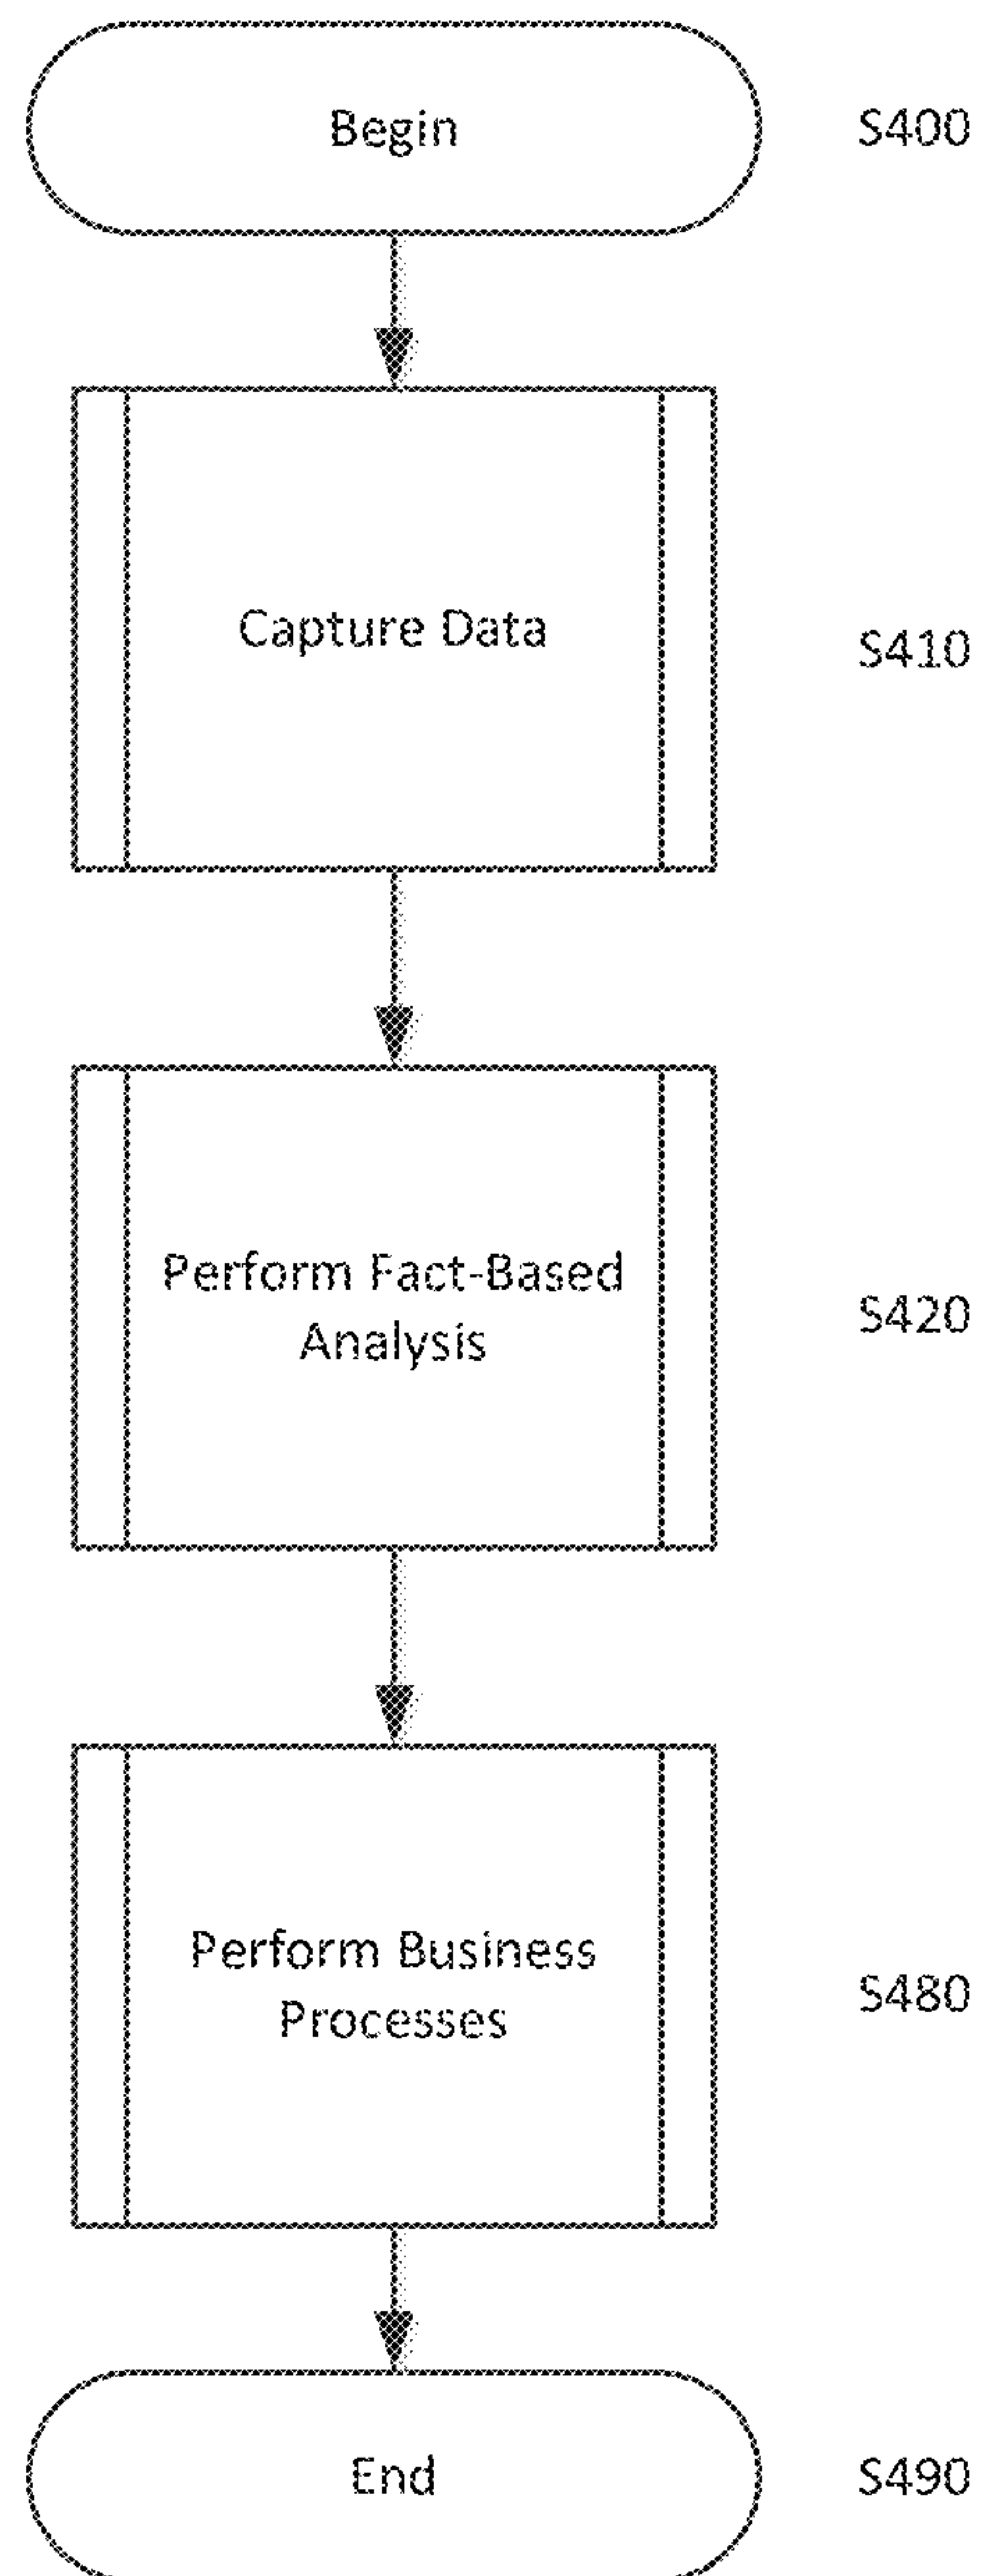 Begin
S400
Capture Data
S410
Perform Fact-Based
Analysis
S420
Perform Business
Processes
S480
End
S490